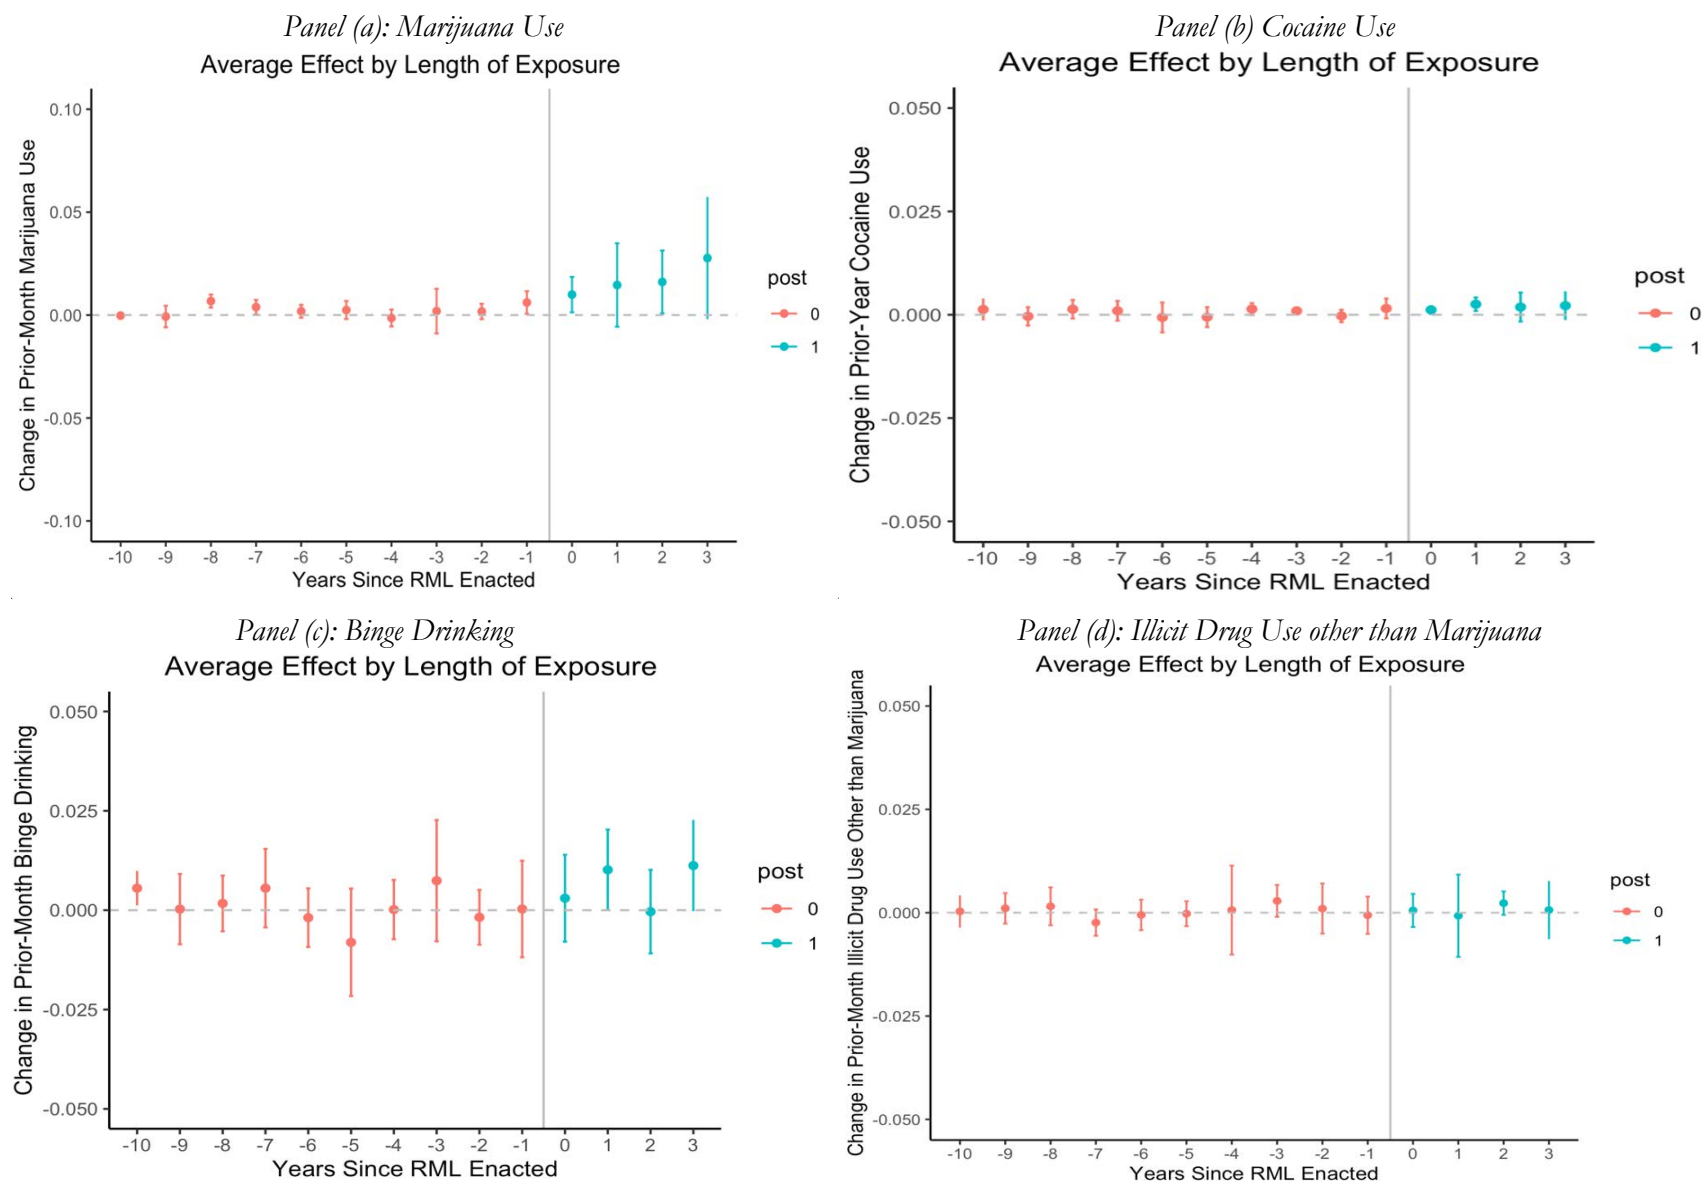 Panel (a): Marijuana Use
Average Effect by Length of Exposure
Change in Prior-Month Marijuana Use
0.10
0.05
0.00
-0.05
-0.10
-10 -9 -8 -7 -6 -5 -4 -3 -2 -1 0 1 2 3
Years Since RML Enacted
post
0
1
Panel (b) Cocaine Use
Average Effect by Length of Exposure
Change in Prior-Year Cocaine Use
0.050
0.025
0.000
-0.025
-0.050
-10 -9 -8 -7 -6 -5 -4 -3 -2 -1 0 1 2 3
Years Since RML Enacted
post
0
1
Panel (c): Binge Drinking
Average Effect by Length of Exposure
Change in Prior-Month Binge Drinking
0.050
0.025
0.000
-0.025
-0.050
-10 -9 -8 -7 -6 -5 -4 -3 -2 -1 0 1 2 3
Years Since RML Enacted
post
0
1
Panel (d): Illicit Drug Use other than Marijuana
Average Effect by Length of Exposure
Change in Prior-Month Illicit Drug Use Other than Marijuana
0.050
0.025
0.000
-0.025
-0.050
-10 -9 -8 -7 -6 -5 -4 -3 -2 -1 0 1 2 3
Years Since RML Enacted
post
0
1